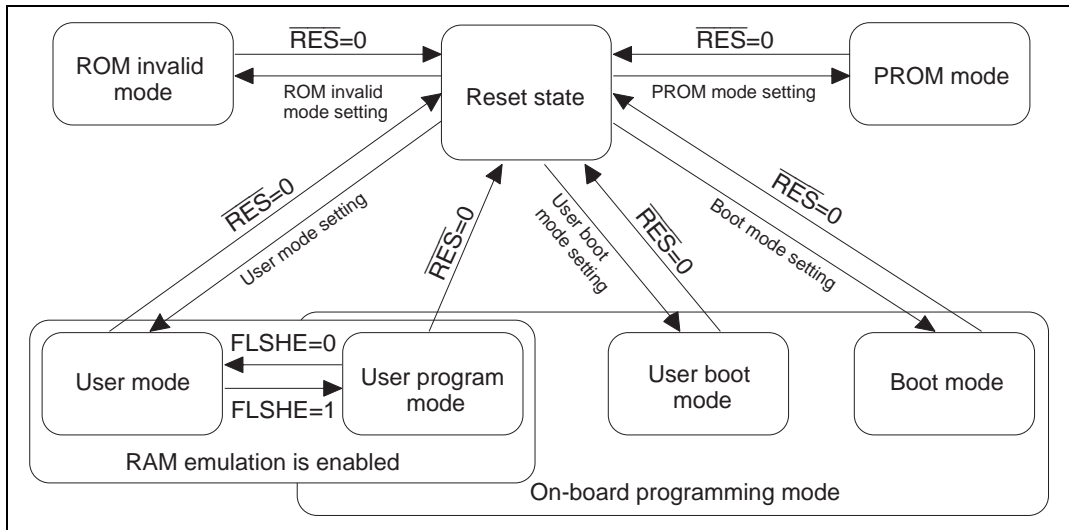 RES=0
RES=0
ROM invalid
mode
Reset state
PROM mode
ROM invalid
mode setting
PROM mode setting
RES=0
User mode setting
RES=0
User boot
mode setting
RES=0
Boot mode setting
RES=0
User mode
FLSHE=0
FLSHE=1
User program
mode
User boot
mode
Boot mode
RAM emulation is enabled
On-board programming mode